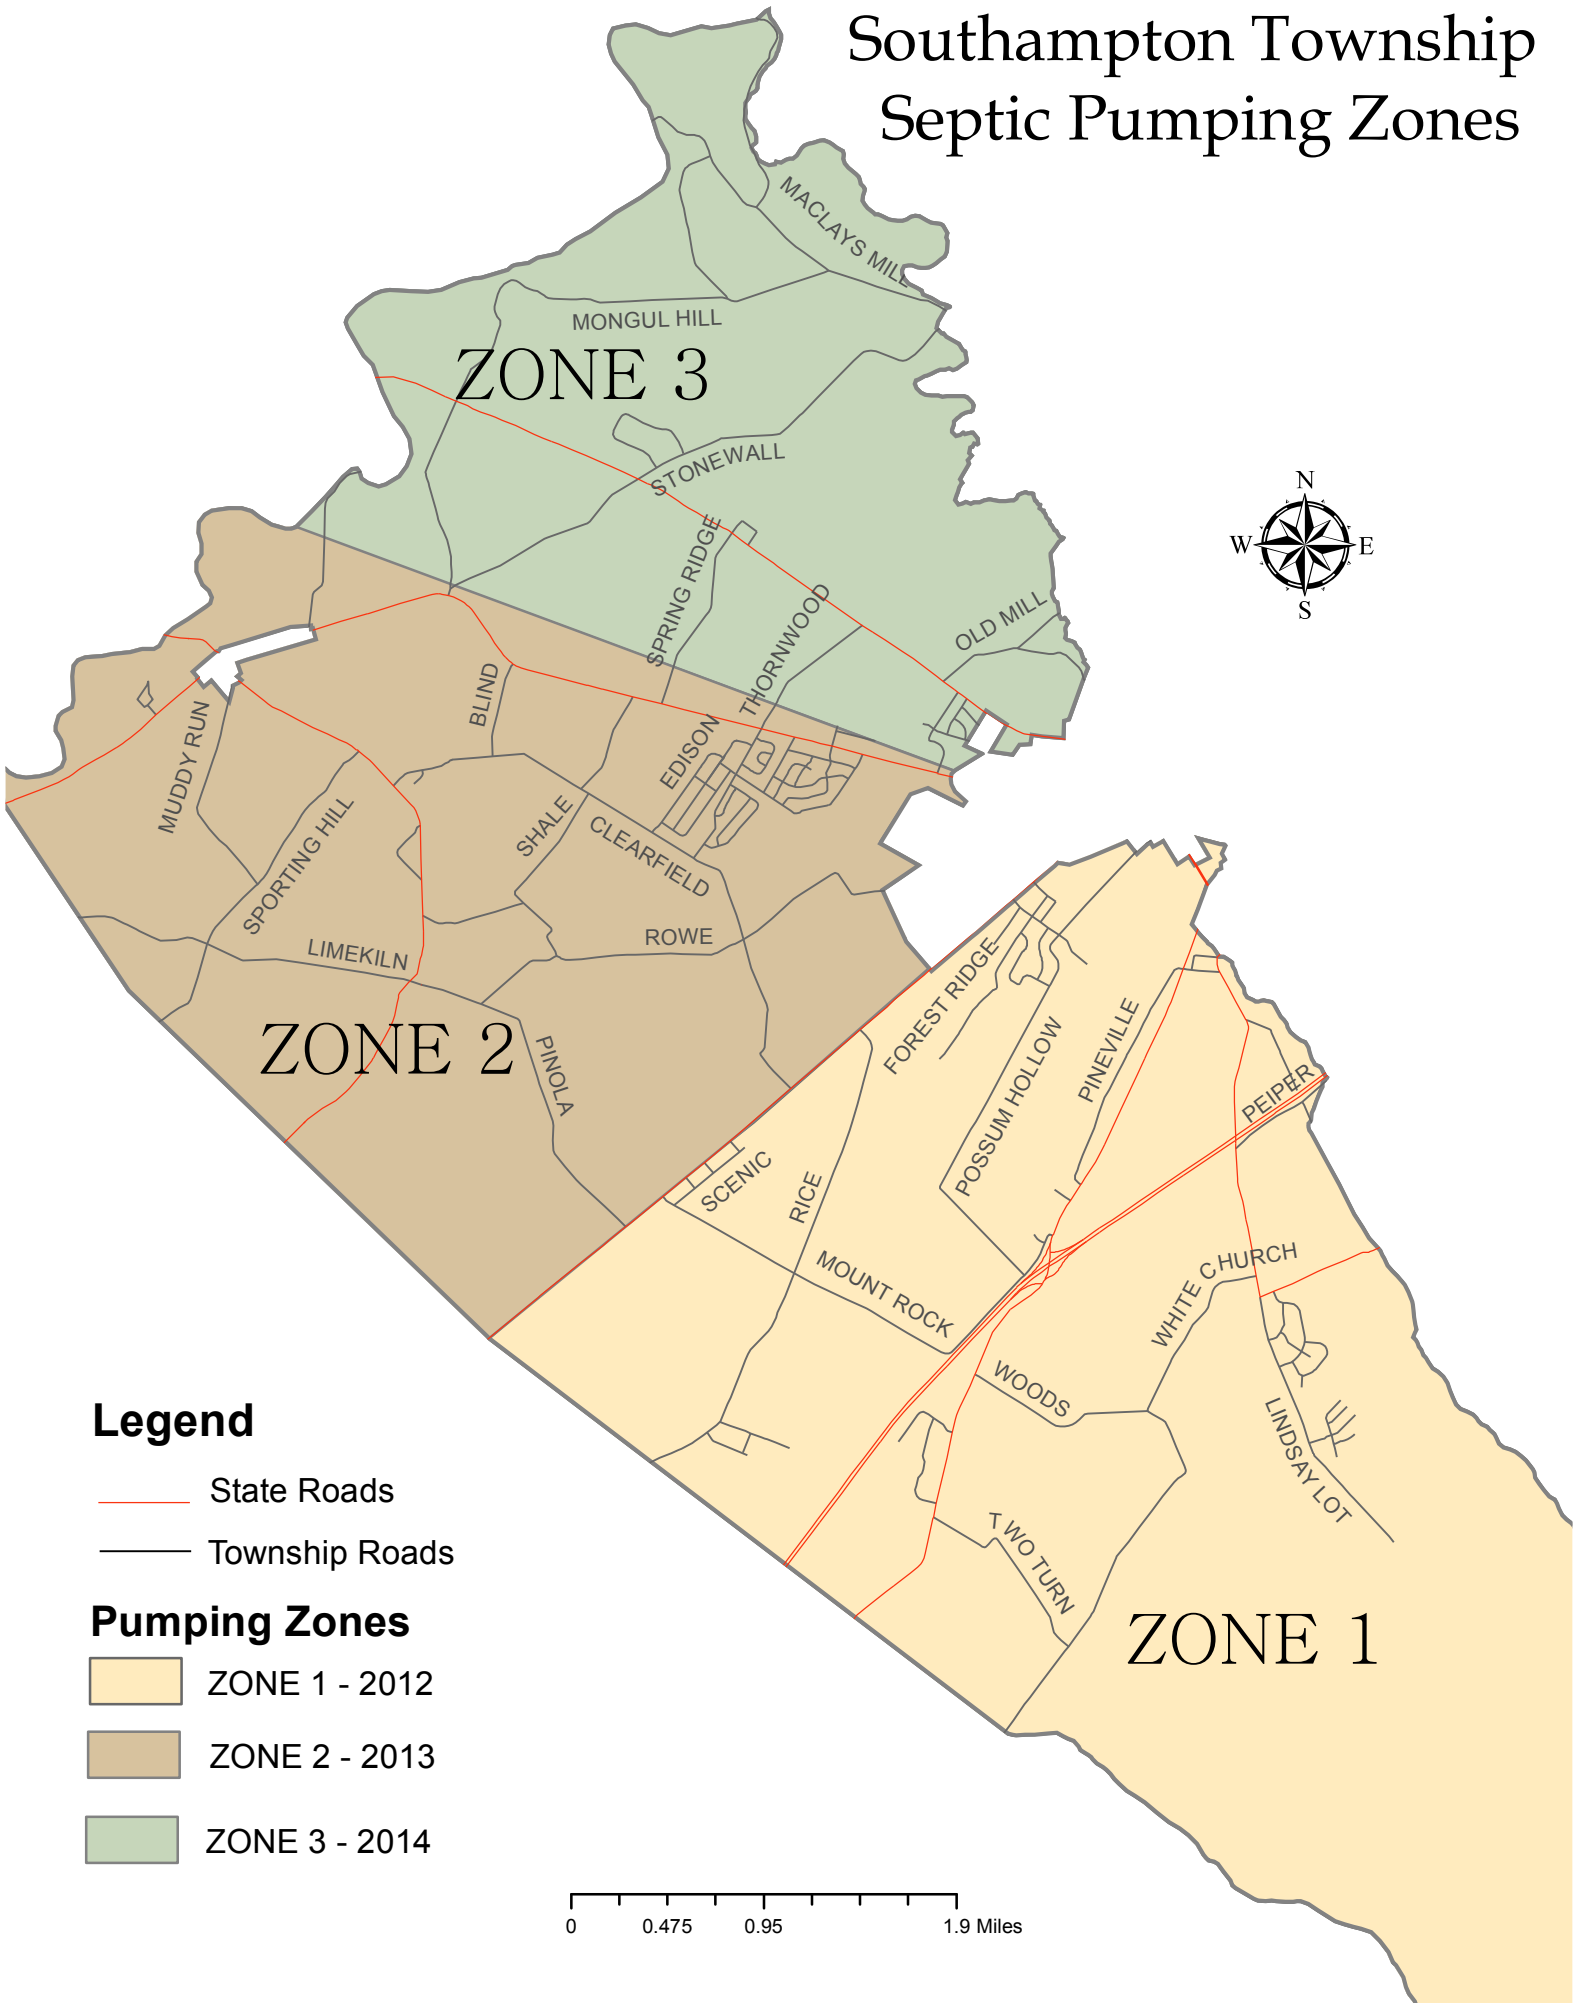 Southampton Township
Septic Pumping Zones
MACLAYS MILL
MONGUL HILL
ZONE 3
STONEWALL
SPRING RIDGE
THORNWOOD
OLD MILL
N
W E
S
BLIND
EDISON
MUDDY RUN
SPORTING HILL
SHALE
CLEARFIELD
LIMEKILN
ROWE
ZONE 2
PINOLA
FOREST RIDGE
POSSUM HOLLOW
PINEVILLE
PEIPER
SCENIC
RICE
MOUNT ROCK
WHITE CHURCH
WOODS
LINDSAY LOT
TWO TURN
ZONE 1
Legend
State Roads
Township Roads
Pumping Zones
ZONE 1 - 2012
ZONE 2 - 2013
ZONE 3 - 2014
0 0.475 0.95 1.9 Miles